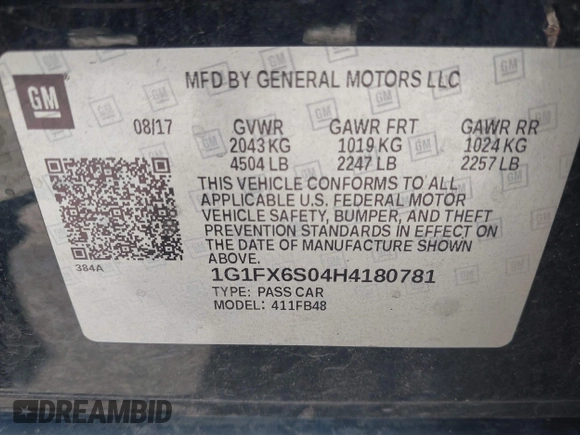 GM
MFD BY GENERAL MOTORS LLC
08/17 GVWR GAWR FRT GAWR RR
2043 KG 1019 KG 1024 KG
4504 LB 2247 LB 2257 LB
THIS VEHICLE CONFORMS TO ALL
APPLICABLE U.S. FEDERAL MOTOR
VEHICLE SAFETY, BUMPER, AND THEFT
PREVENTION STANDARDS IN EFFECT ON
THE DATE OF MANUFACTURE SHOWN
ABOVE.
384A
1G1FX6S04H4180781
TYPE: PASS CAR
MODEL: 411FB48
DREAMBID